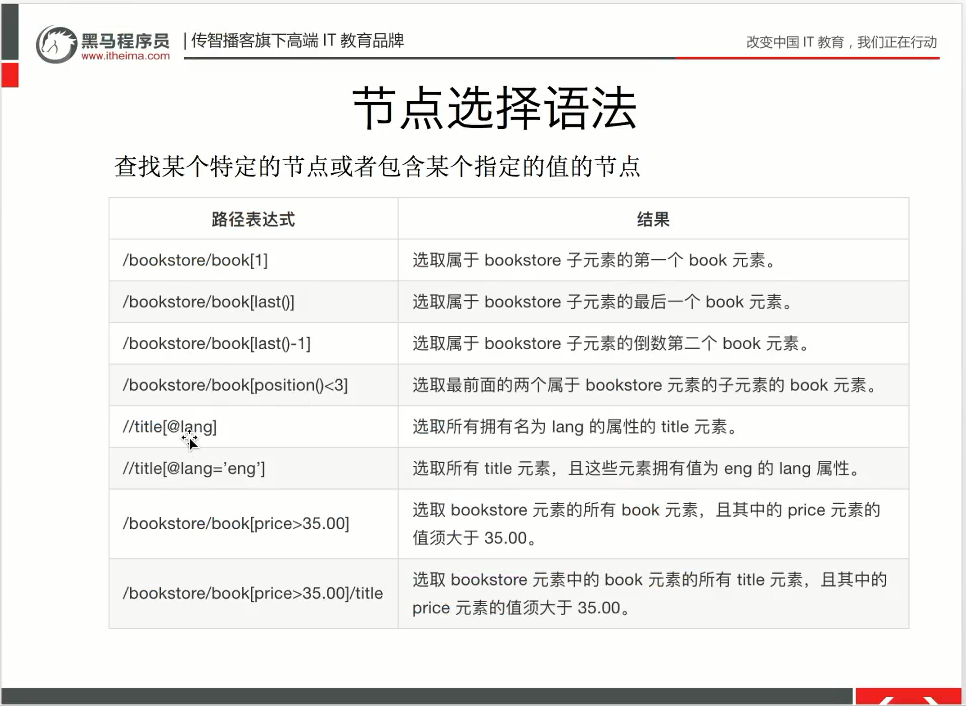 黑马程序员
www.itheima.com
传智播客旗下高端 IT 教育品牌
改变中国 IT 教育，我们正在行动
节点选择语法
查找某个特定的节点或者包含某个指定的值的节点
路径表达式 结果
/bookstore/book[1] 选取属于 bookstore 子元素的第一个 book 元素。
/bookstore/book[last()] 选取属于 bookstore 子元素的最后一个 book 元素。
/bookstore/book[last()-1] 选取属于 bookstore 子元素的倒数第二个 book 元素。
/bookstore/book[position()<3] 选取最前面的两个属于 bookstore 元素的子元素的 book 元素。
//title[@lang] 选取所有拥有名为 lang 的属性的 title 元素。
//title[@lang=’eng’] 选取所有 title 元素，且这些元素拥有值为 eng 的 lang 属性。
/bookstore/book[price>35.00] 选取 bookstore 元素的所有 book 元素，且其中的 price 元素的
值须大于 35.00。
/bookstore/book[price>35.00]/title 选取 bookstore 元素中的 book 元素的所有 title 元素，且其中的
price 元素的值须大于 35.00。